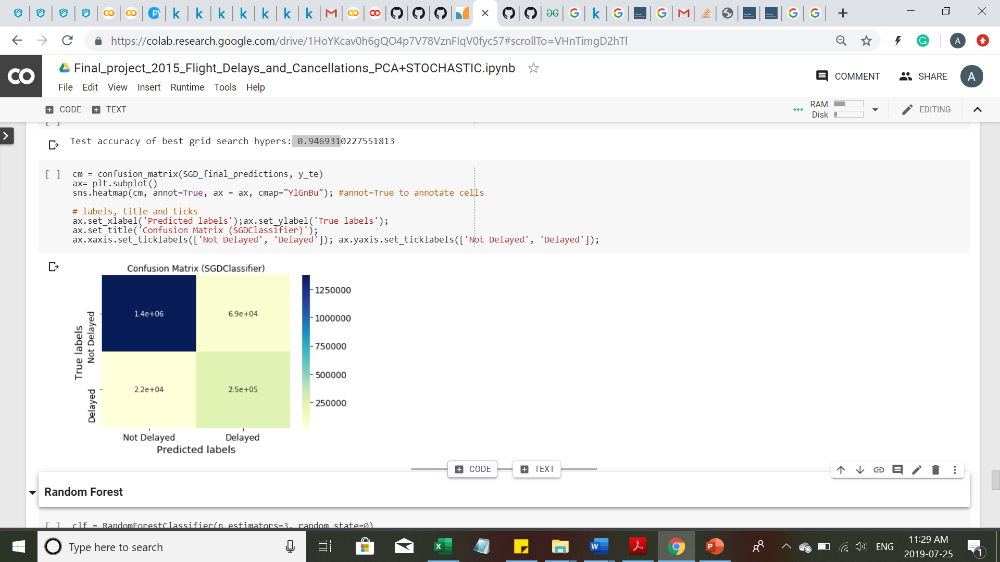 https://colab.research.google.com/drive/1HoYKcav0h6gQO4p7V78VznFIqV0fyc57#scrollTo=VHnTimgD2hTl
A
Final_project_2015_Flight_Delays_and_Cancellations_PCA+STOCHASTIC.ipynb
COMMENT SHARE A
File Edit View Insert Runtime Tools Help
CODE TEXT RAM Disk EDITING
Test accuracy of best grid search hypers: 0.9469310227551813
[ ] cm = confusion_matrix(SGD_final_predictions, y_te)
ax= plt.subplot()
sns.heatmap(cm, annot=True, ax = ax, cmap="YlGnBu"); #annot=True to annotate cells
# labels, title and ticks
ax.set_xlabel('Predicted labels');ax.set_ylabel('True labels');
ax.set_title('Confusion Matrix (SGDClassifier)');
ax.xaxis.set_ticklabels(['Not Delayed', 'Delayed']); ax.yaxis.set_ticklabels(['Not Delayed', 'Delayed']);
Confusion Matrix (SGDClassifier)
True labels
Not Delayed
Delayed
1.4e+06 6.9e+04
2.2e+04 2.5e+05
Not Delayed Delayed
Predicted labels
1250000
1000000
750000
500000
250000
CODE TEXT
Random Forest
[ ] clf = RandomForestClassifier(n_estimators=3, random_state=0)
Type here to search
ENG
11:29 AM
2019-07-25
1